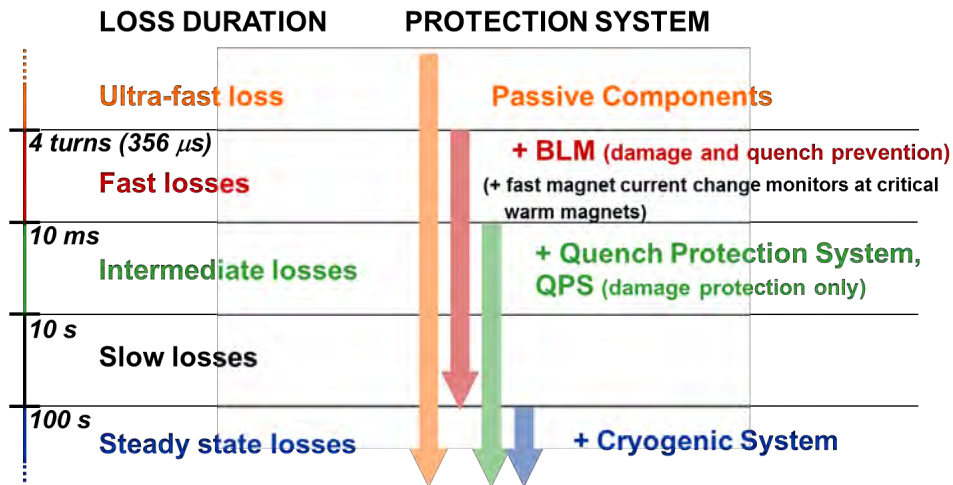 LOSS DURATION PROTECTION SYSTEM
Ultra-fast loss Passive Components
4 turns (356 μs)
+ BLM (damage and quench prevention)
Fast losses
(+ fast magnet current change monitors at critical
warm magnets)
10 ms
+ Quench Protection System,
Intermediate losses
QPS (damage protection only)
10 s
Slow losses
100 s
Steady state losses + Cryogenic System